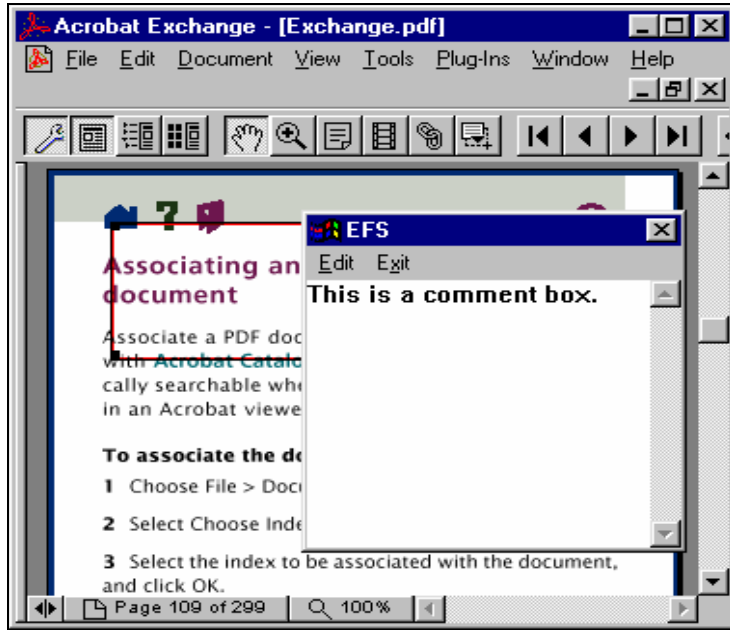 Acrobat Exchange - [Exchange.pdf]
File Edit Document View Tools Plug-Ins Window Help
?
EFS
Edit Exit
This is a comment box.
Associating an
document
Associate a PDF doc
with Acrobat Catalo
cally searchable whe
in an Acrobat viewe
To associate the do
1 Choose File > Docu
2 Select Choose Inde
3 Select the index to be associated with the document,
and click OK.
Page 109 of 299 100%